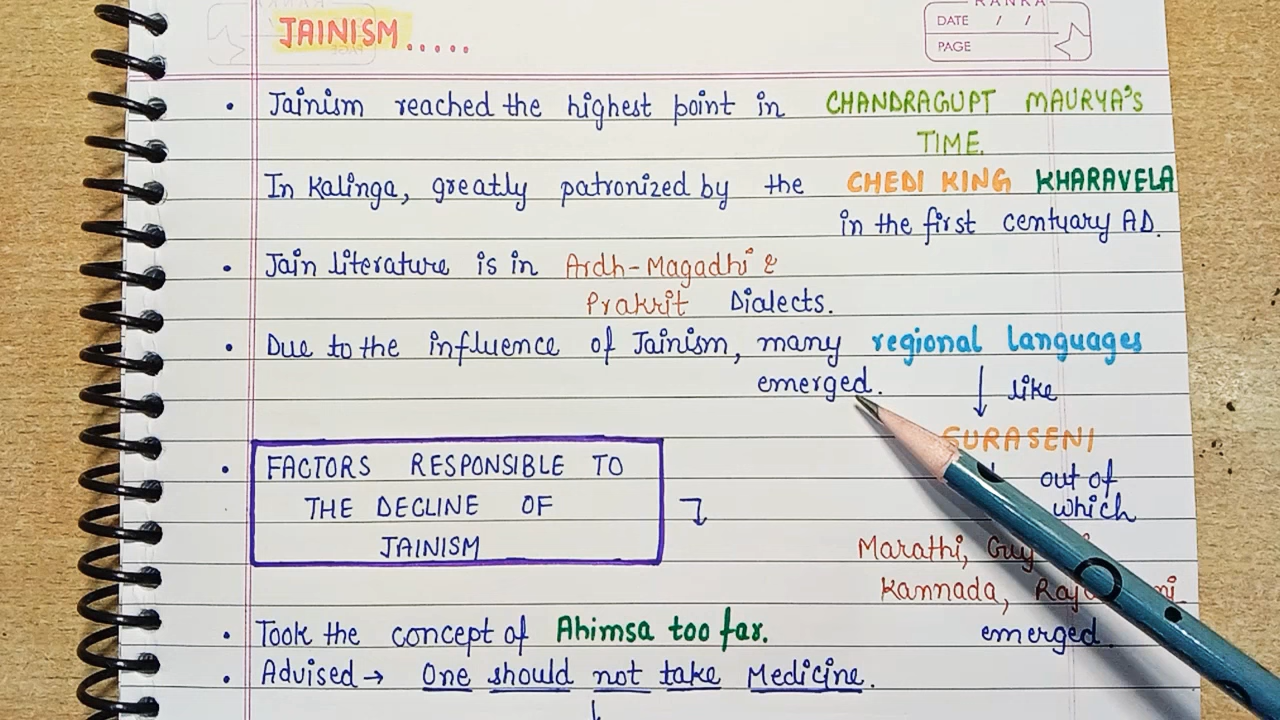 RANKA
JAINISM.....
DATE / /
PAGE
• Jainism reached the highest point in CHANDRAGUPT MAURYA'S
TIME.
In Kalinga, greatly patronized by the CHEDI KING KHARAVELA
in the first centuary AD.
• Jain literature is in Ardh-Magadhi &
Prakrit Dialects.
• Due to the influence of Jainism, many regional languages
emerged. ↓ like
SURASENI
• FACTORS RESPONSIBLE TO
THE DECLINE OF
JAINISM
out of
which
Marathi,
Kannada,
emerged.
• Took the concept of Ahimsa too far.
• Advised → One should not take Medicine.